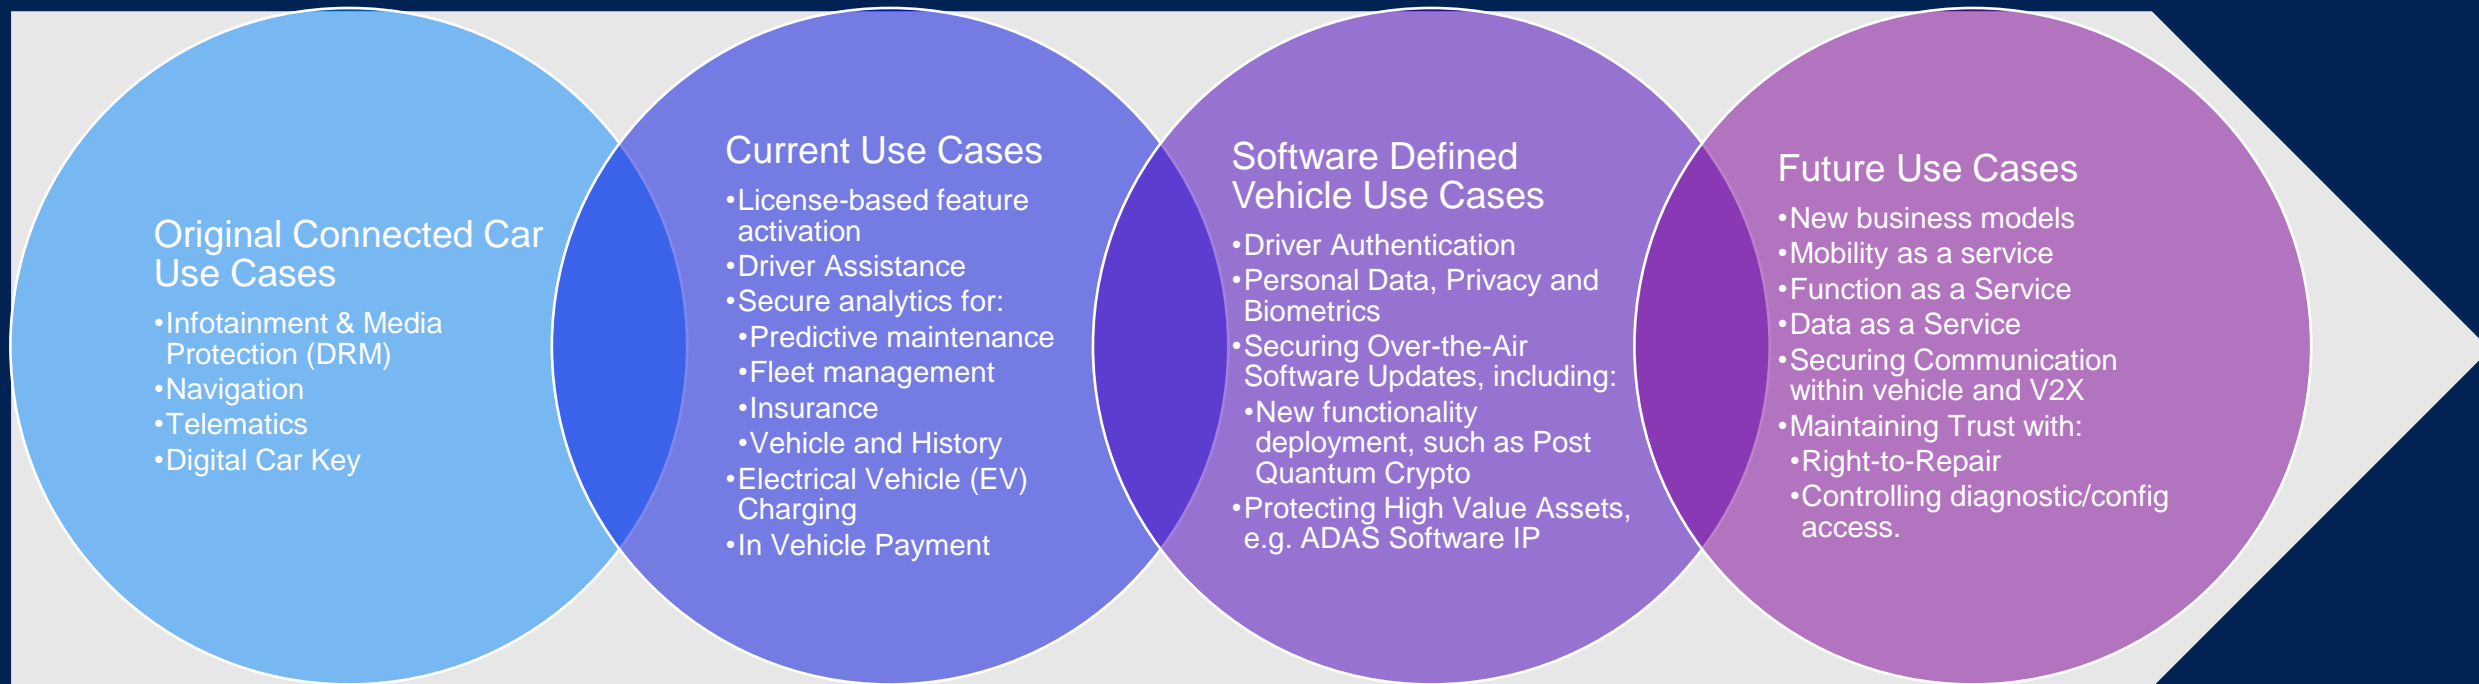 Original Connected Car
Use Cases
•Infotainment & Media
Protection (DRM)
•Navigation
•Telematics
•Digital Car Key
Current Use Cases
•License-based feature
activation
•Driver Assistance
•Secure analytics for:
•Predictive maintenance
•Fleet management
•Insurance
•Vehicle and History
•Electrical Vehicle (EV)
Charging
•In Vehicle Payment
Software Defined
Vehicle Use Cases
•Driver Authentication
•Personal Data, Privacy and
Biometrics
•Securing Over-the-Air
Software Updates, including:
•New functionality
deployment, such as Post
Quantum Crypto
•Protecting High Value Assets,
e.g. ADAS Software IP
Future Use Cases
•New business models
•Mobility as a service
•Function as a Service
•Data as a Service
•Securing Communication
within vehicle and V2X
•Maintaining Trust with:
•Right-to-Repair
•Controlling diagnostic/config
access.